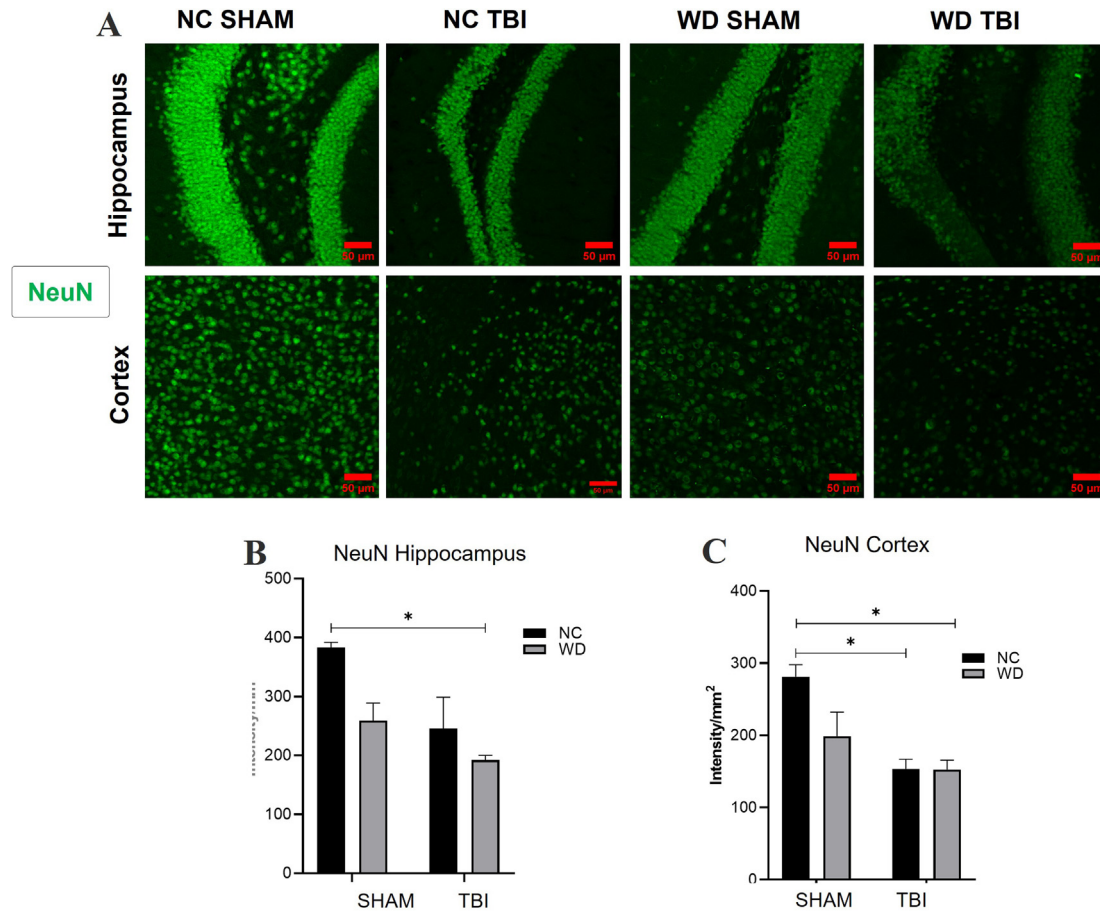 A
NC SHAM
NC TBI
WD SHAM
WD TBI
Hippocampus
50 µm
50 µm
50 µm
50 µm
NeuN
Cortex
50 µm
50 µm
50 µm
50 µm
B
NeuN Hippocampus
500
400
300
200
100
0
*
NC
WD
SHAM
TBI
C
NeuN Cortex
400
300
200
100
0
Intensity/mm²
*
*
NC
WD
SHAM
TBI